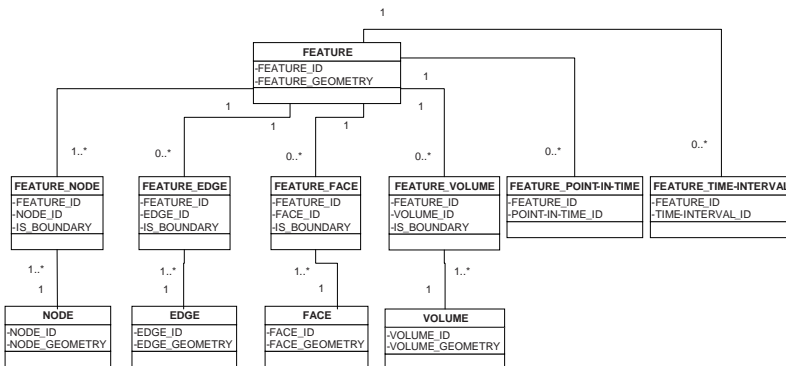 1
FEATURE
-FEATURE_ID
-FEATURE_GEOMETRY
1
1
1
1
1
1..*
0..*
0..*
0..*
0..*
0..*
FEATURE_NODE
-FEATURE_ID
-NODE_ID
-IS_BOUNDARY
FEATURE_EDGE
-FEATURE_ID
-EDGE_ID
-IS_BOUNDARY
FEATURE_FACE
-FEATURE_ID
-FACE_ID
-IS_BOUNDARY
FEATURE_VOLUME
-FEATURE_ID
-VOLUME_ID
-IS_BOUNDARY
FEATURE_POINT-IN-TIME
-FEATURE_ID
-POINT-IN-TIME_ID
FEATURE_TIME-INTERVAL
-FEATURE_ID
-TIME-INTERVAL_ID
1..*
1..*
1..*
1..*
1
1
1
1
NODE
-NODE_ID
-NODE_GEOMETRY
EDGE
-EDGE_ID
-EDGE_GEOMETRY
FACE
-FACE_ID
-FACE_GEOMETRY
VOLUME
-VOLUME_ID
-VOLUME_GEOMETRY